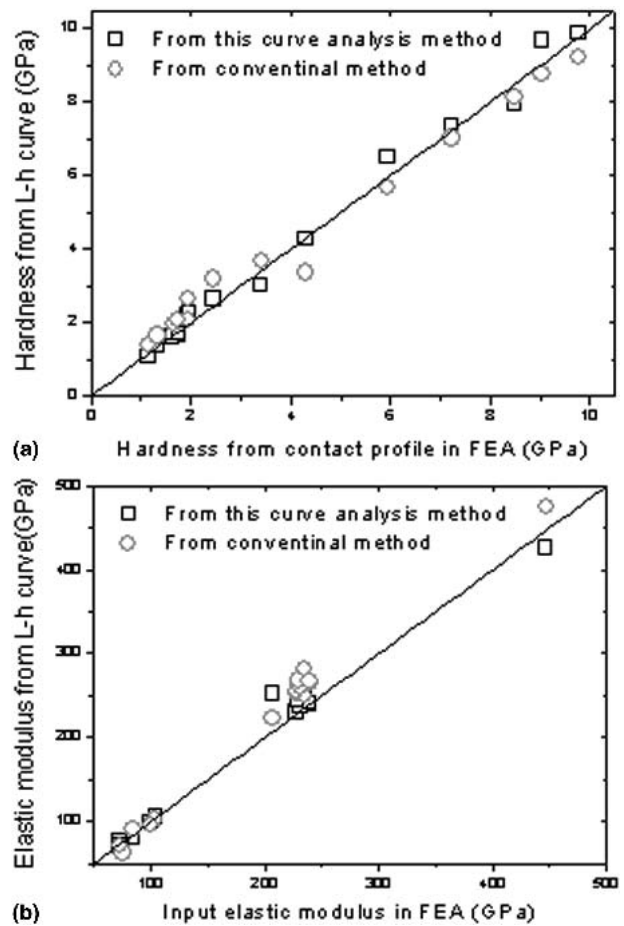 10
8
6
4
2
0
Hardness from L-h curve (GPa)
From this curve analysis method
From conventinal method
0 2 4 6 8 10
(a) Hardness from contact profile in FEA (GPa)
500
400
300
200
100
Elastic modulus from L-h curve(GPa)
From this curve analysis method
From conventinal method
100 200 300 400 500
(b) Input elastic modulus in FEA (GPa)